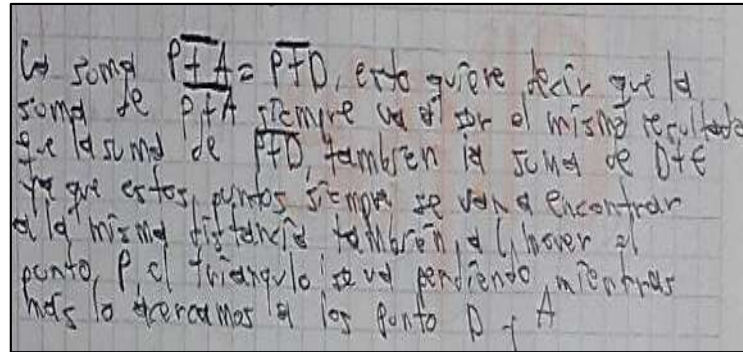 La suma P+A = P+D, esto quiere decir que la
suma de P+A siempre va a ser el mismo resultado
que la suma de P+D, tambien la suma de D+E
ya que estos puntos siempre se van a encontrar
a la misma distancia tambien, al mover el
punto, P, el triangulo se va perdiendo mientras
mas lo acercamos a los punto D y A